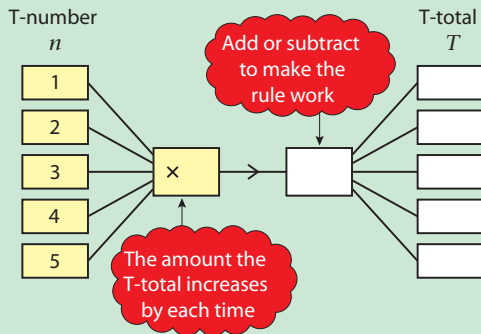 T-number
n
T-total
T
Add or subtract
to make the
rule work
1
2
3
4
5
×
The amount the
T-total increases
by each time